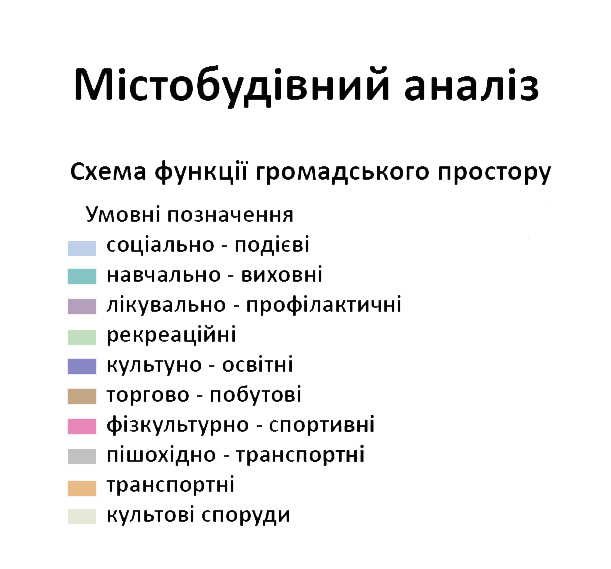 Містобудівний аналіз
Схема функції громадського простору
Умовні позначення
соціально - подієві
навчально - виховні
лікувально - профілактичні
рекреаційні
культуно - освітні
торгово - побутові
фізкультурно - спортивні
пішохідно - транспортні
транспортні
культові споруди